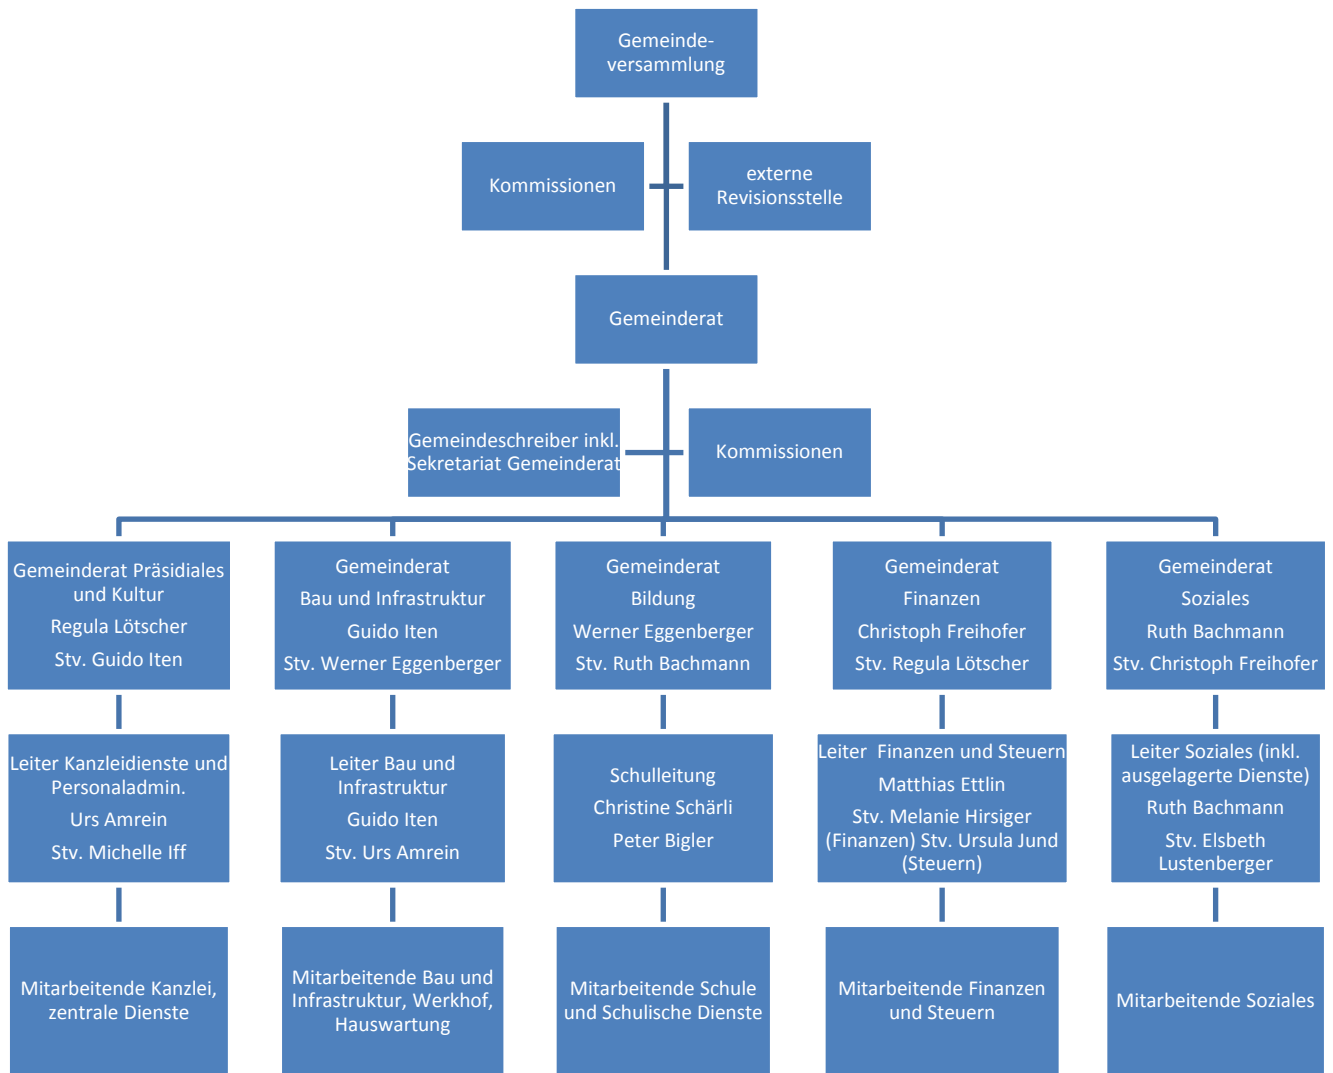 Gemeinde-
versammlung
Kommissionen
externe
Revisionsstelle
Gemeinderat
Gemeindeschreiber inkl.
Sekretariat Gemeinderat
Kommissionen
Gemeinderat Präsidiales
und Kultur
Regula Lötscher
Stv. Guido Iten
Gemeinderat
Bau und Infrastruktur
Guido Iten
Stv. Werner Eggenberger
Gemeinderat
Bildung
Werner Eggenberger
Stv. Ruth Bachmann
Gemeinderat
Finanzen
Christoph Freihofer
Stv. Regula Lötscher
Gemeinderat
Soziales
Ruth Bachmann
Stv. Christoph Freihofer
Leiter Kanzleidienste und
Personaladmin.
Urs Amrein
Stv. Michelle Iff
Leiter Bau und
Infrastruktur
Guido Iten
Stv. Urs Amrein
Schulleitung
Christine Schärli
Peter Bigler
Leiter  Finanzen und Steuern
Matthias Ettlin
Stv. Melanie Hirsiger
(Finanzen) Stv. Ursula Jund
(Steuern)
Leiter Soziales (inkl.
ausgelagerte Dienste)
Ruth Bachmann
Stv. Elsbeth
Lustenberger
Mitarbeitende Kanzlei,
zentrale Dienste
Mitarbeitende Bau und
Infrastruktur, Werkhof,
Hauswartung
Mitarbeitende Schule
und Schulische Dienste
Mitarbeitende Finanzen
und Steuern
Mitarbeitende Soziales